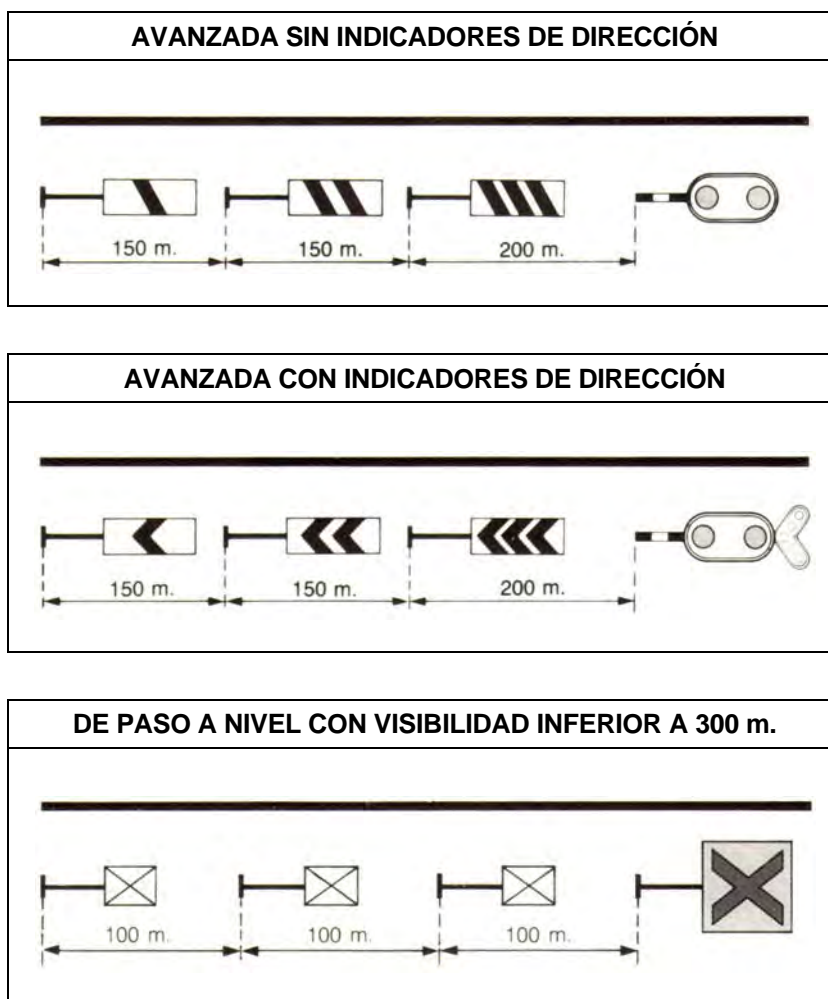 AVANZADA SIN INDICADORES DE DIRECCIÓN
150 m. 150 m. 200 m.
AVANZADA CON INDICADORES DE DIRECCIÓN
150 m. 150 m. 200 m.
DE PASO A NIVEL CON VISIBILIDAD INFERIOR A 300 m.
100 m. 100 m. 100 m.